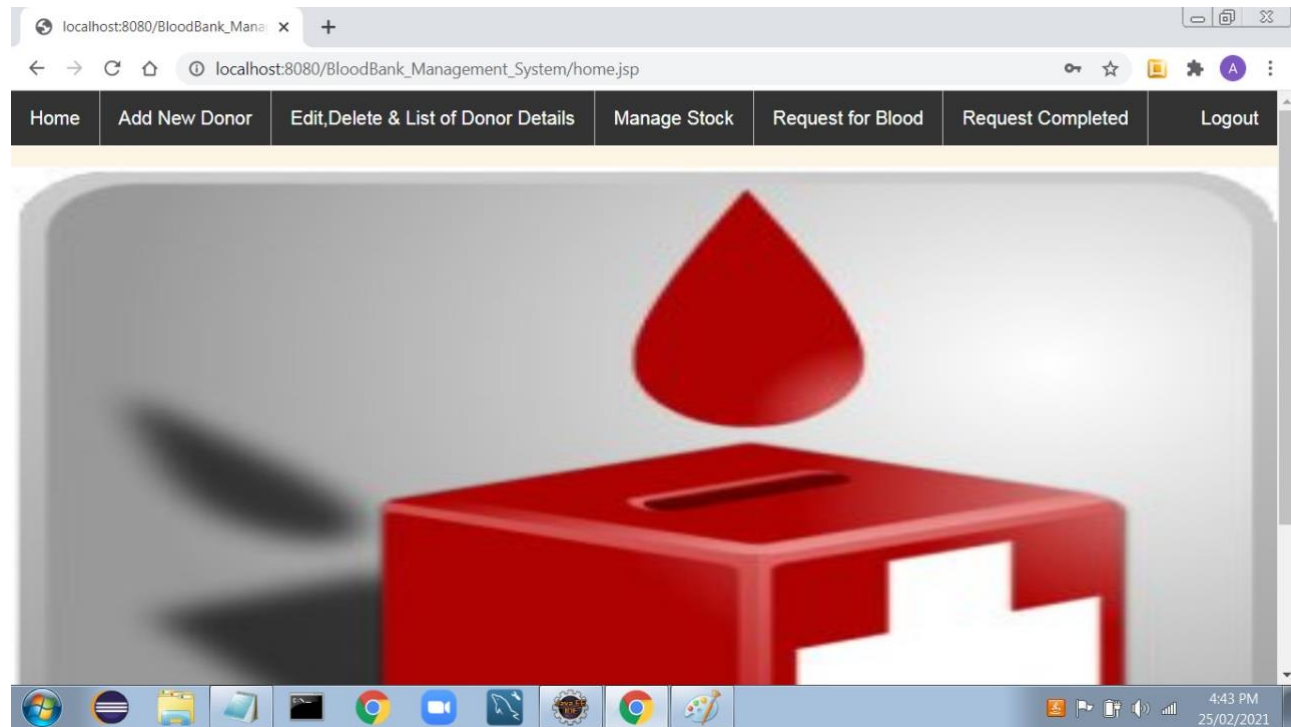 localhost:8080/BloodBank_Mana
localhost:8080/BloodBank_Management_System/home.jsp
A
Home Add New Donor Edit,Delete & List of Donor Details Manage Stock Request for Blood Request Completed Logout
4:43 PM
25/02/2021